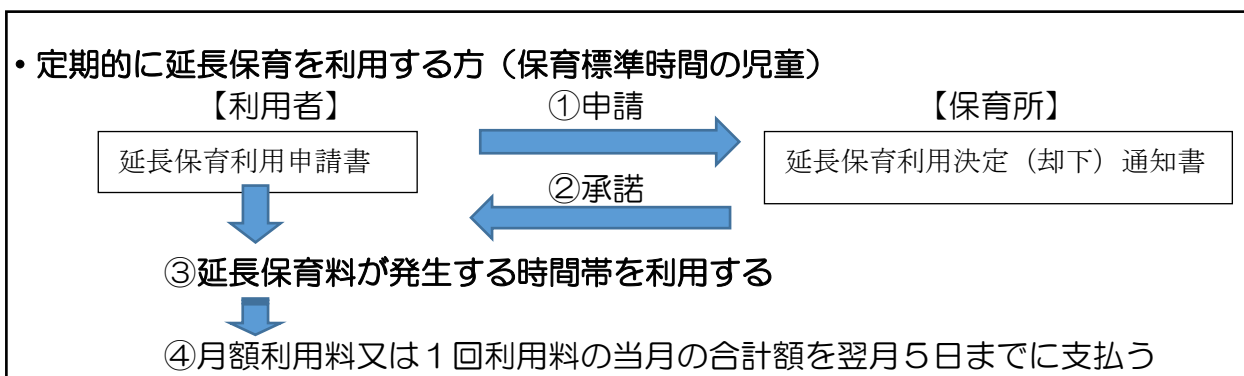 ・定期的に延長保育を利用する方（保育標準時間の児童）
【利用者】 ①申請 【保育所】
延長保育利用申請書 延長保育利用決定（却下）通知書
②承諾
③延長保育料が発生する時間帯を利用する
④月額利用料又は１回利用料の当月の合計額を翌月５日までに支払う